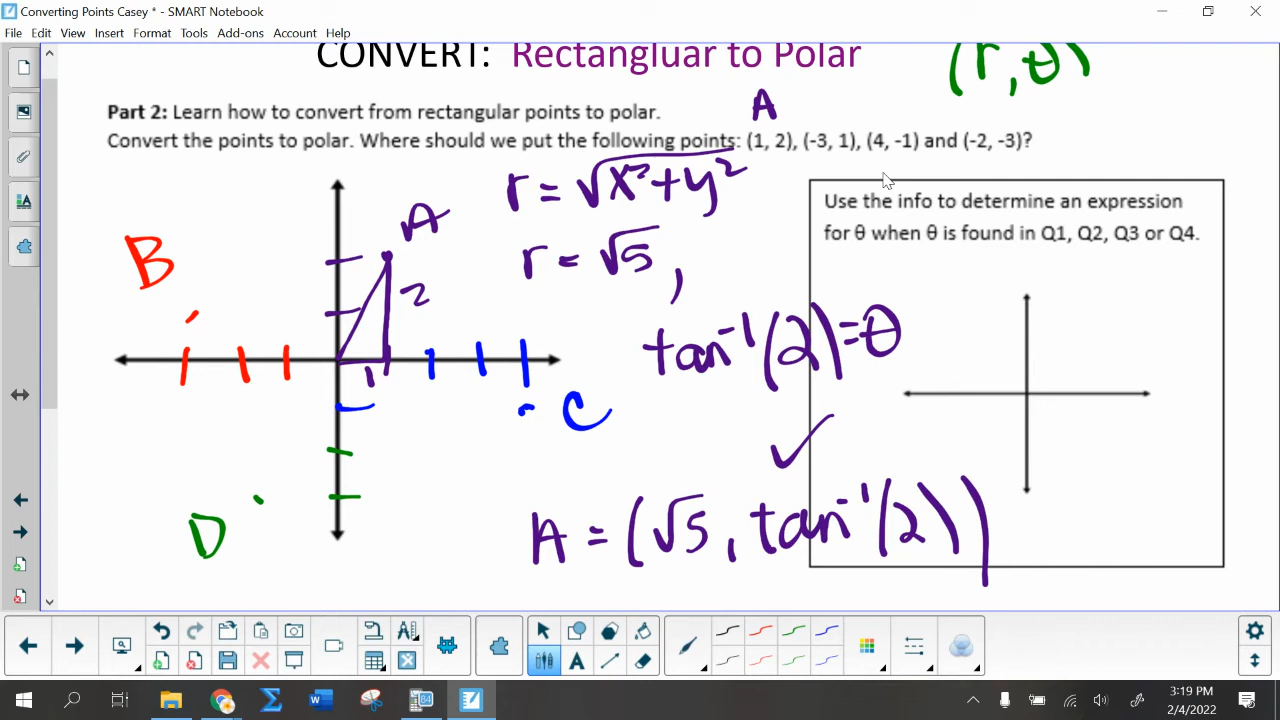 Converting Points Casey * - SMART Notebook
File Edit View Insert Format Tools Add-ons Account Help
CONVERT: Rectangluar to Polar
(r, θ)
Part 2: Learn how to convert from rectangular points to polar.
A
Convert the points to polar. Where should we put the following points: (1, 2), (-3, 1), (4, -1) and (-2, -3)?
r = √x²+y²
Use the info to determine an expression
for θ when θ is found in Q1, Q2, Q3 or Q4.
A
B
r = √5,
2
tan⁻¹(2)=θ
1
C
A = (√5, tan⁻¹(2))
D
84
3:19 PM
2/4/2022